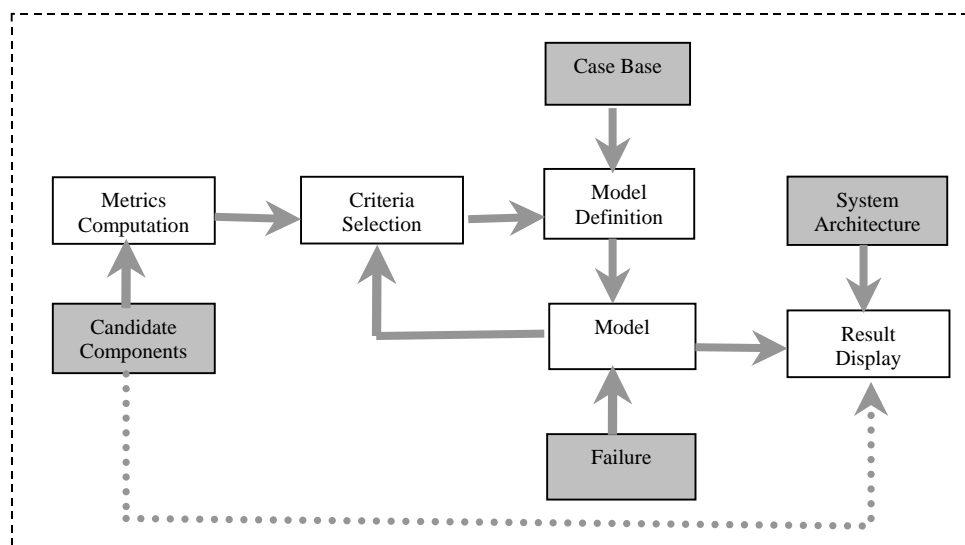 Case Base
Metrics
Computation
Criteria
Selection
Model
Definition
System
Architecture
Candidate
Components
Model
Result
Display
Failure